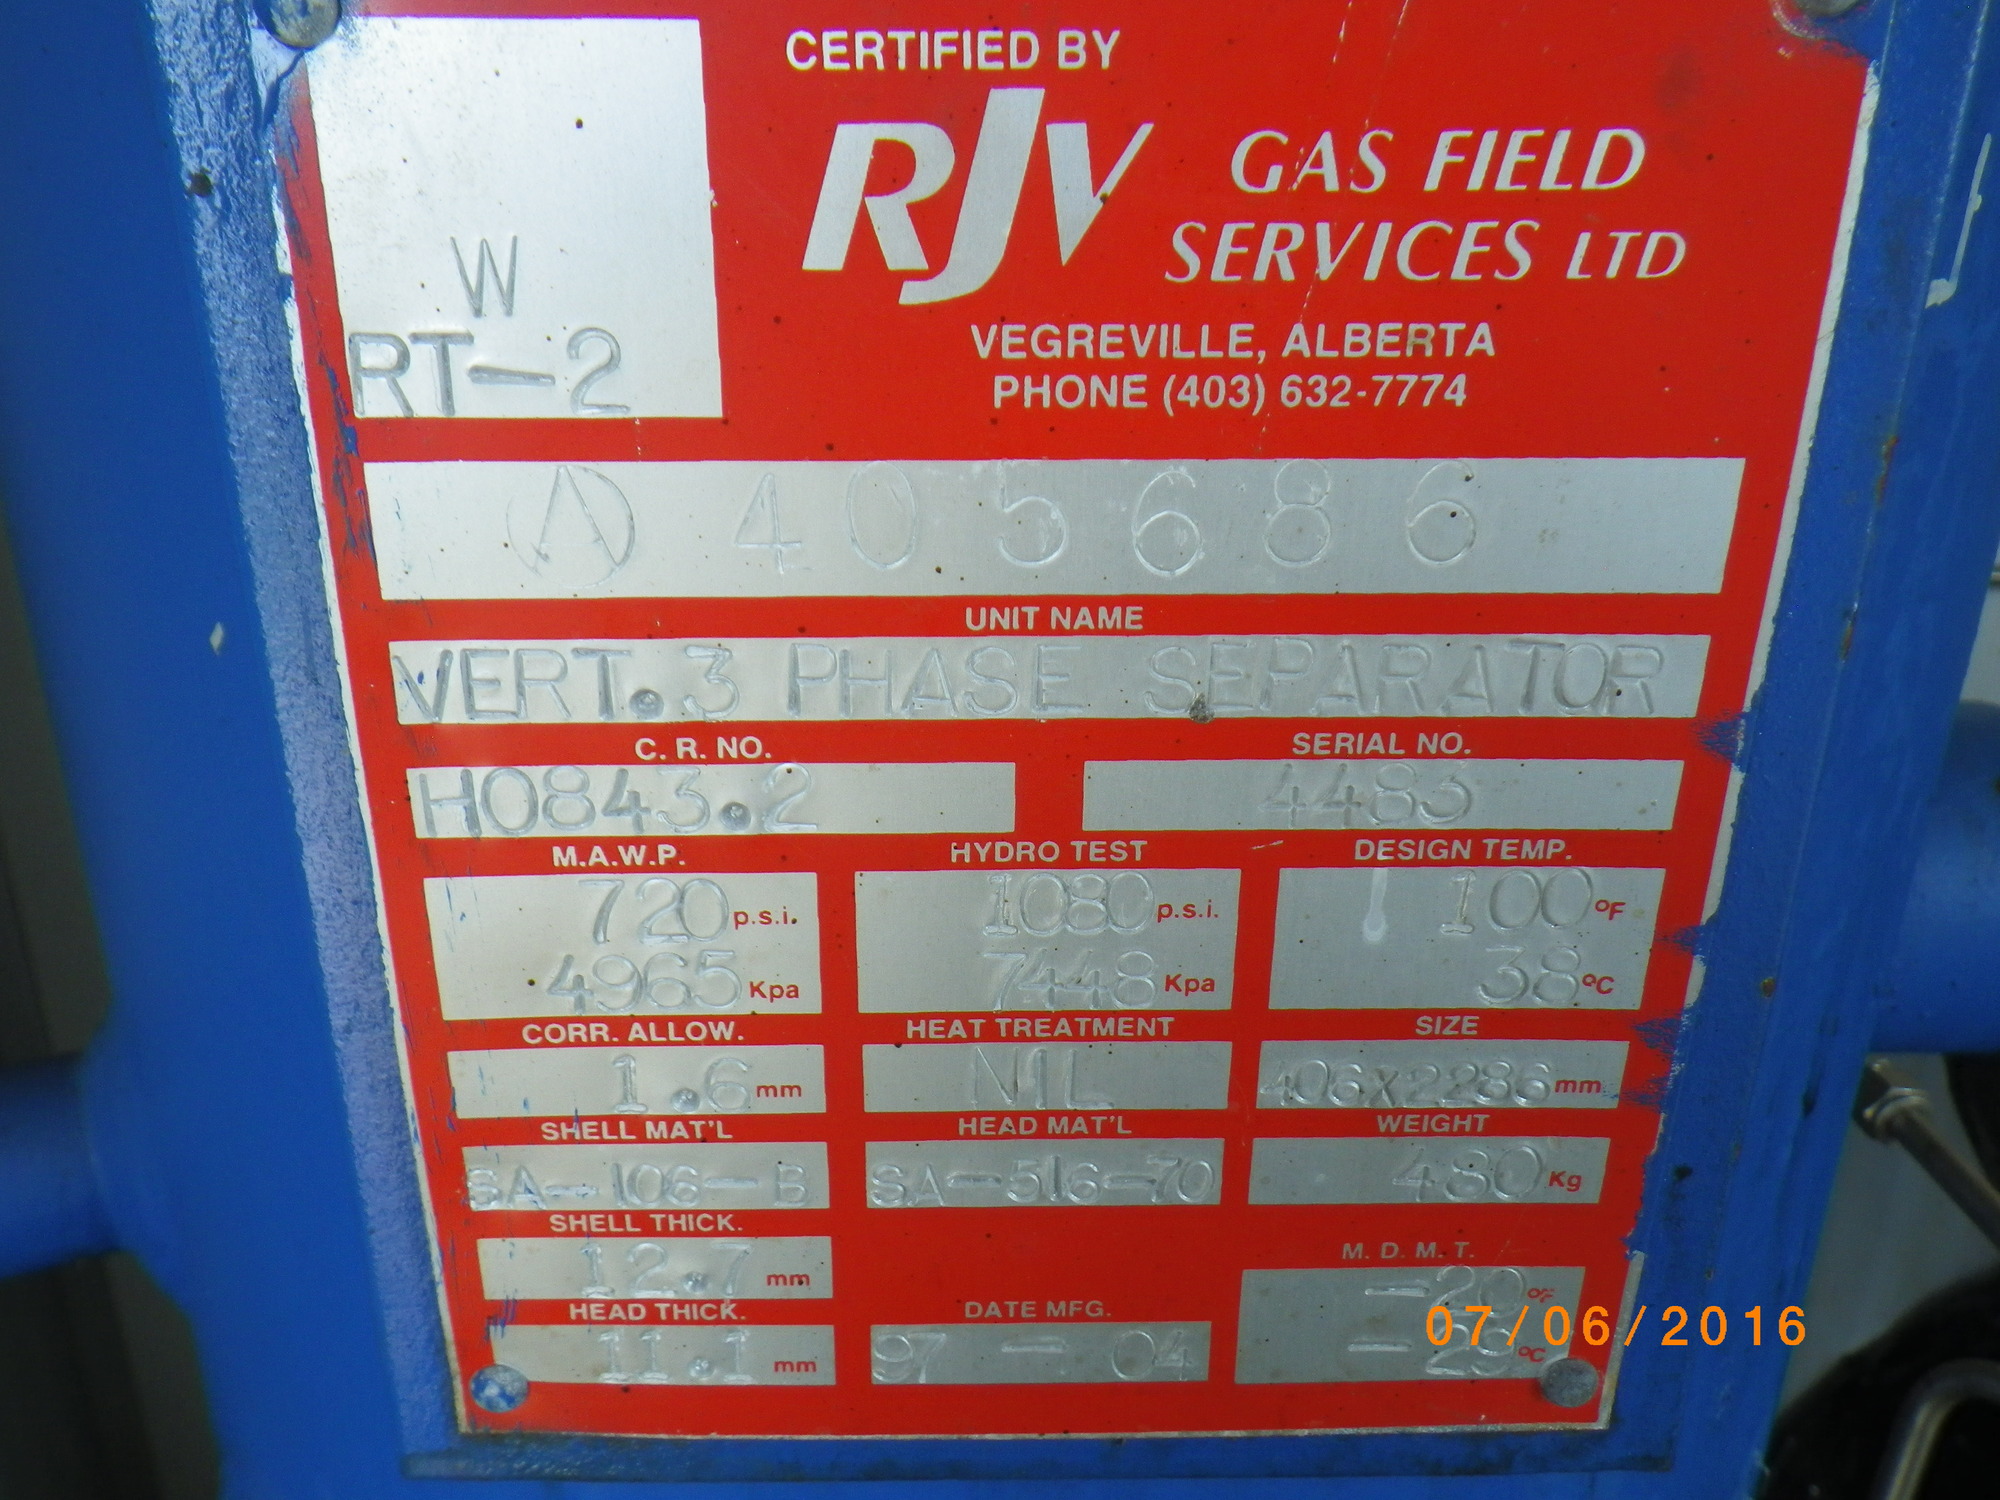 CERTIFIED BY
RJV GAS FIELD
SERVICES LTD
VEGREVILLE, ALBERTA
PHONE (403) 632-7774
W
RT-2
A 405686
UNIT NAME
VERT. 3 PHASE SEPARATOR
C. R. NO. SERIAL NO.
H0843.2 4483
M.A.W.P. HYDRO TEST DESIGN TEMP.
720 p.s.i. 1080 p.s.i. 100 °F
4965 Kpa 7448 Kpa 38 °C
CORR. ALLOW. HEAT TREATMENT SIZE
1.6 mm NIL 406X2286 mm
SHELL MAT'L HEAD MAT'L WEIGHT
SA-106-B SA-516-70 480 Kg
SHELL THICK. M. D. M. T.
12.7 mm -20 °F
HEAD THICK. DATE MFG.
11.1 mm 97 - 04 -29 °C
07/06/2016